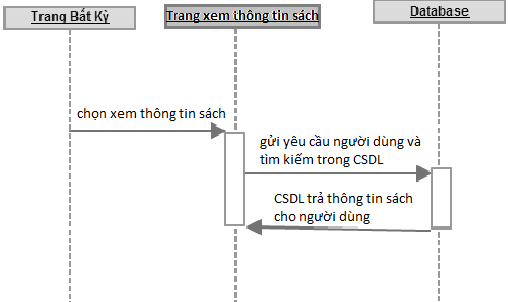 Trang Bất Kỳ
Trang xem thông tin sách
Database
chọn xem thông tin sách
gửi yêu cầu người dùng và
tìm kiếm trong CSDL
CSDL trả thông tin sách
cho người dùng